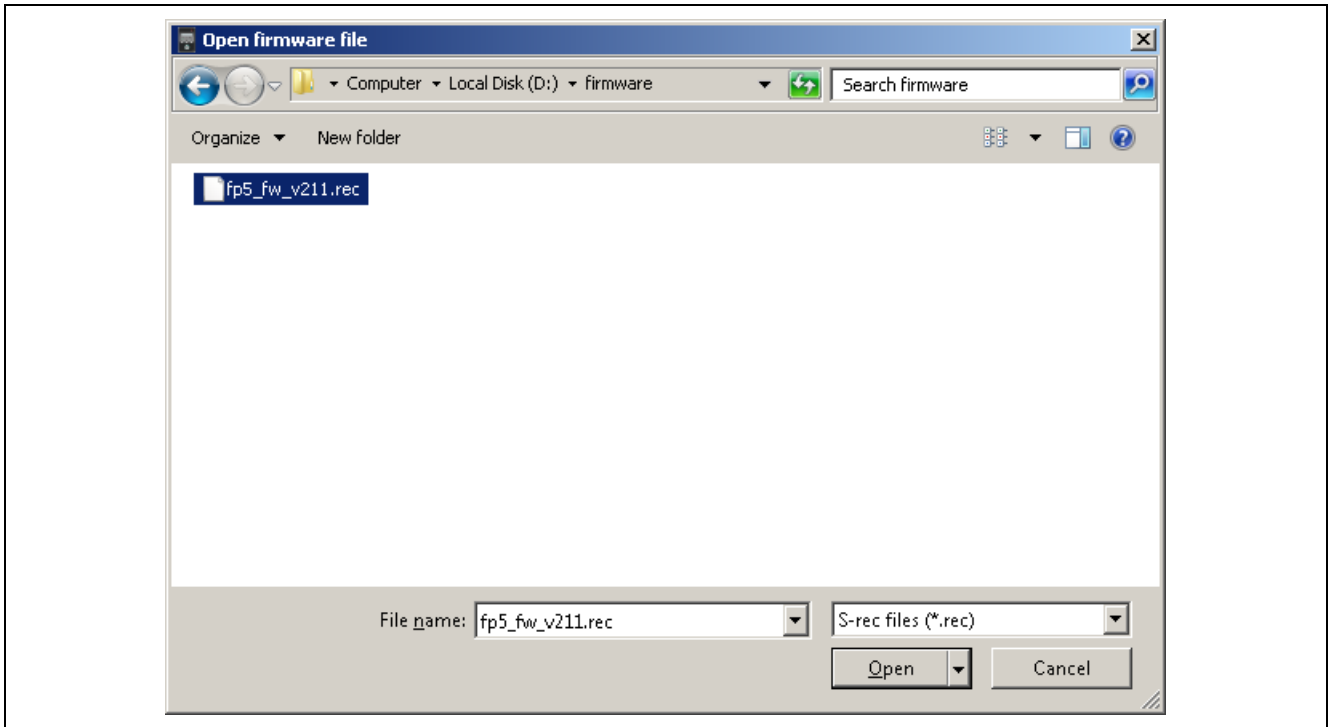 Open firmware file
Computer Local Disk (D:) firmware Search firmware
Organize New folder
fp5_fw_v211.rec
File name: fp5_fw_v211.rec S-rec files (*.rec)
Open Cancel